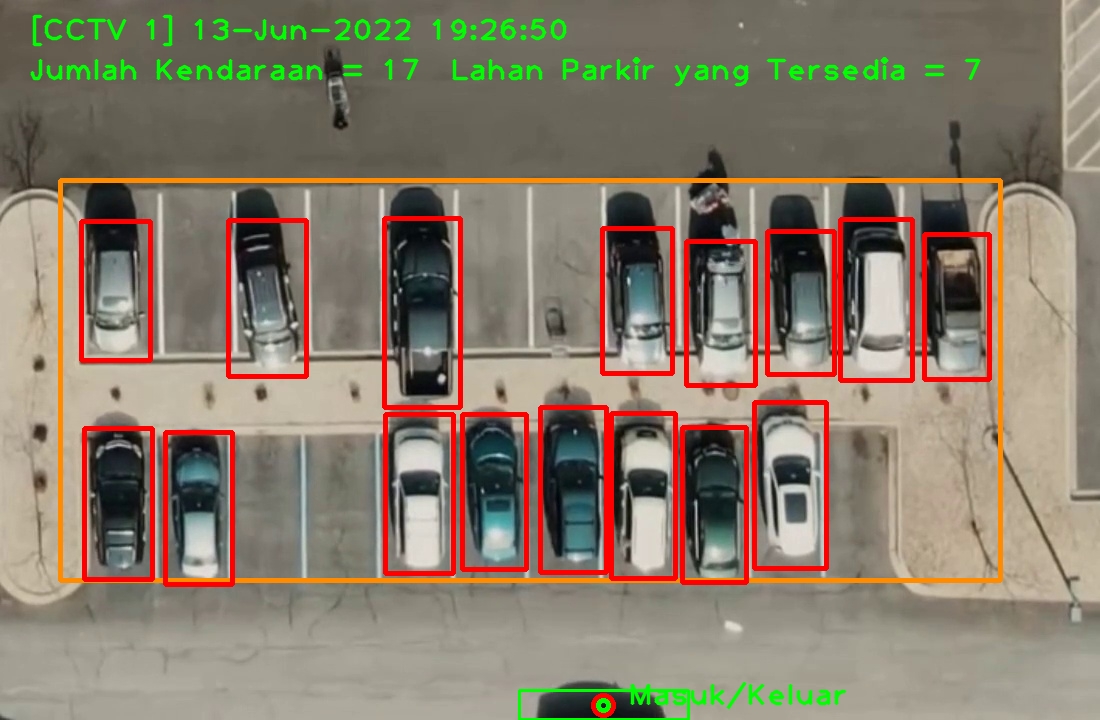 [CCTV 1] 13-Jun-2022 19:26:50
Jumlah Kendaraan = 17 Lahan Parkir yang Tersedia = 7
Masuk/Keluar